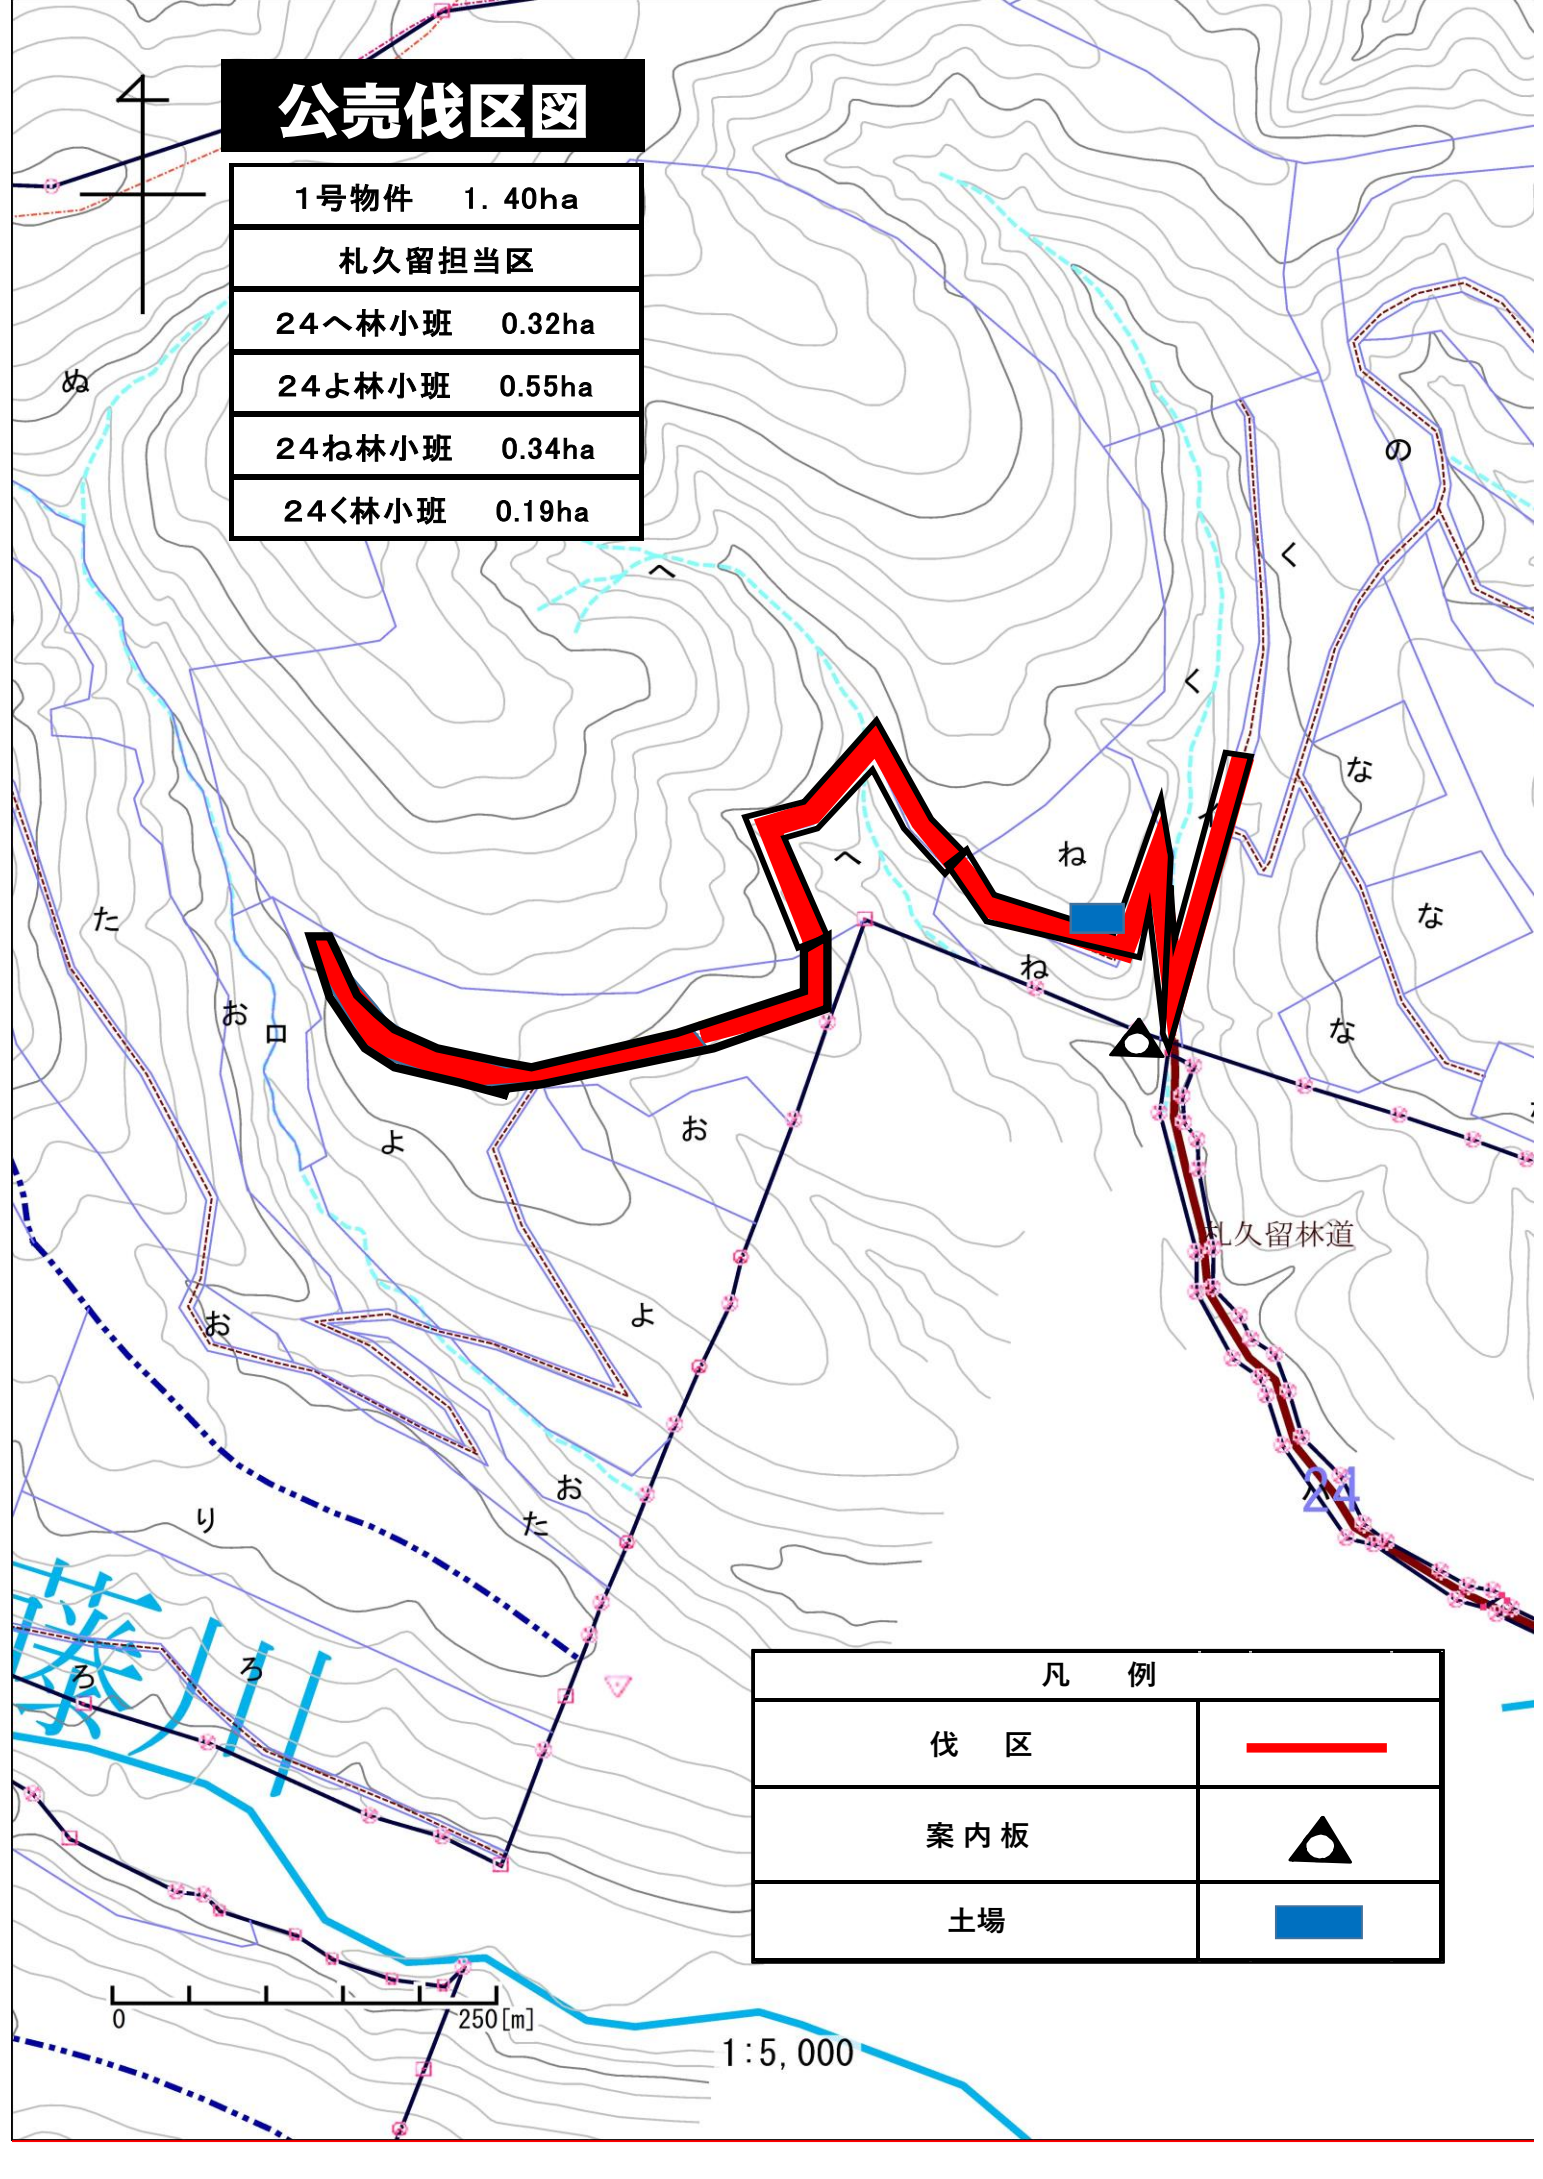 公売伐区図
1号物件 1.40ha
札久留担当区
24へ林小班 0.32ha
24よ林小班 0.55ha
24ね林小班 0.34ha
24く林小班 0.19ha
ぬ
の
へ
く
く
な
イ
へ
ね
た
な
ね
お
ロ
な
よ
お
札久留林道
お
よ
24
お
り
た
藤川
ろ
ろ
凡 例
伐 区
案内板
土場
0
250[m]
1:5,000